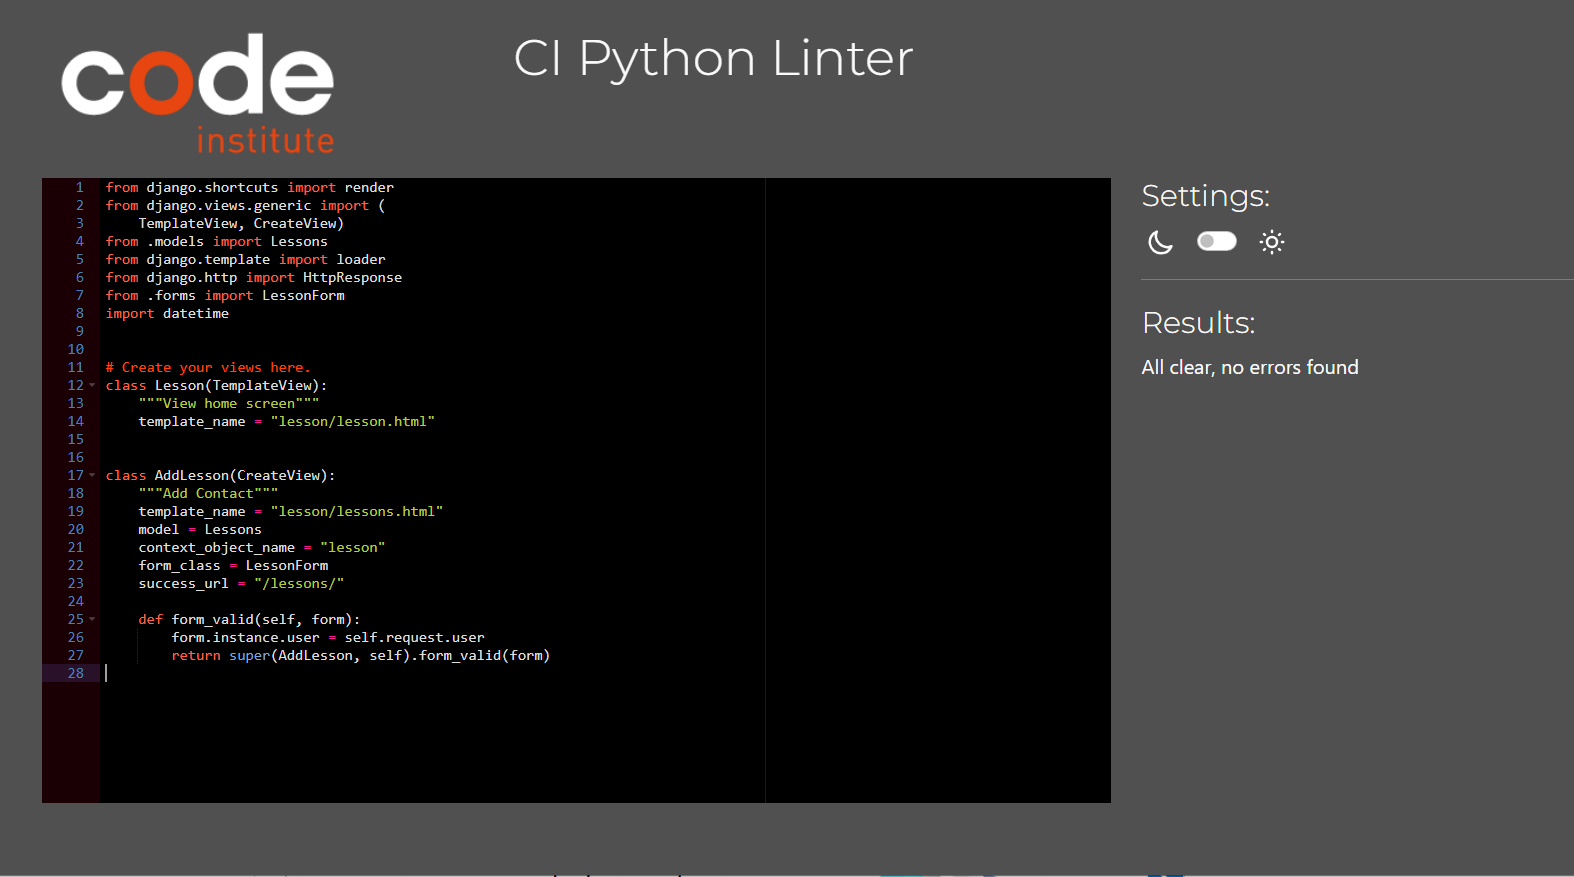 code
institute
CI Python Linter
1 from django.shortcuts import render
2 from django.views.generic import (
3     TemplateView, CreateView)
4 from .models import Lessons
5 from django.template import loader
6 from django.http import HttpResponse
7 from .forms import LessonForm
8 import datetime
9
10
11 # Create your views here.
12 class Lesson(TemplateView):
13     """View home screen"""
14     template_name = "lesson/lesson.html"
15
16
17 class AddLesson(CreateView):
18     """Add Contact"""
19     template_name = "lesson/lessons.html"
20     model = Lessons
21     context_object_name = "lesson"
22     form_class = LessonForm
23     success_url = "/lessons/"
24
25     def form_valid(self, form):
26         form.instance.user = self.request.user
27         return super(AddLesson, self).form_valid(form)
28
Settings:
Results:
All clear, no errors found